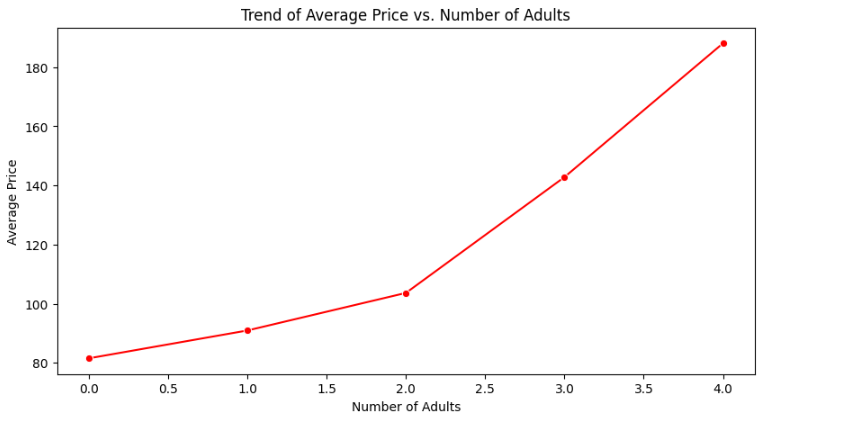 Trend of Average Price vs. Number of Adults
180
160
140
120
100
80
Average Price
0.0 0.5 1.0 1.5 2.0 2.5 3.0 3.5 4.0
Number of Adults